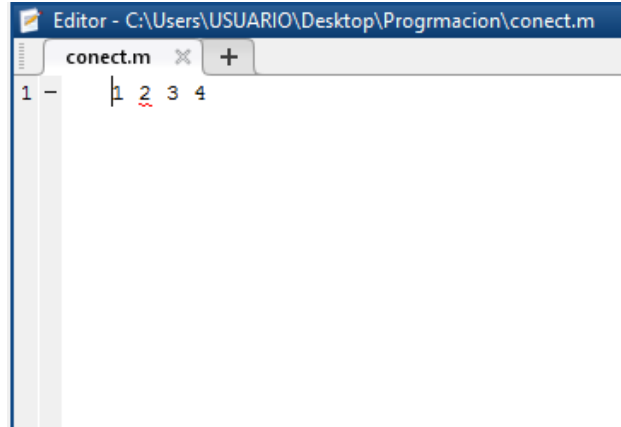 Editor - C:\Users\USUARIO\Desktop\Progrmacion\conect.m
conect.m × +
1 - 1 2 3 4